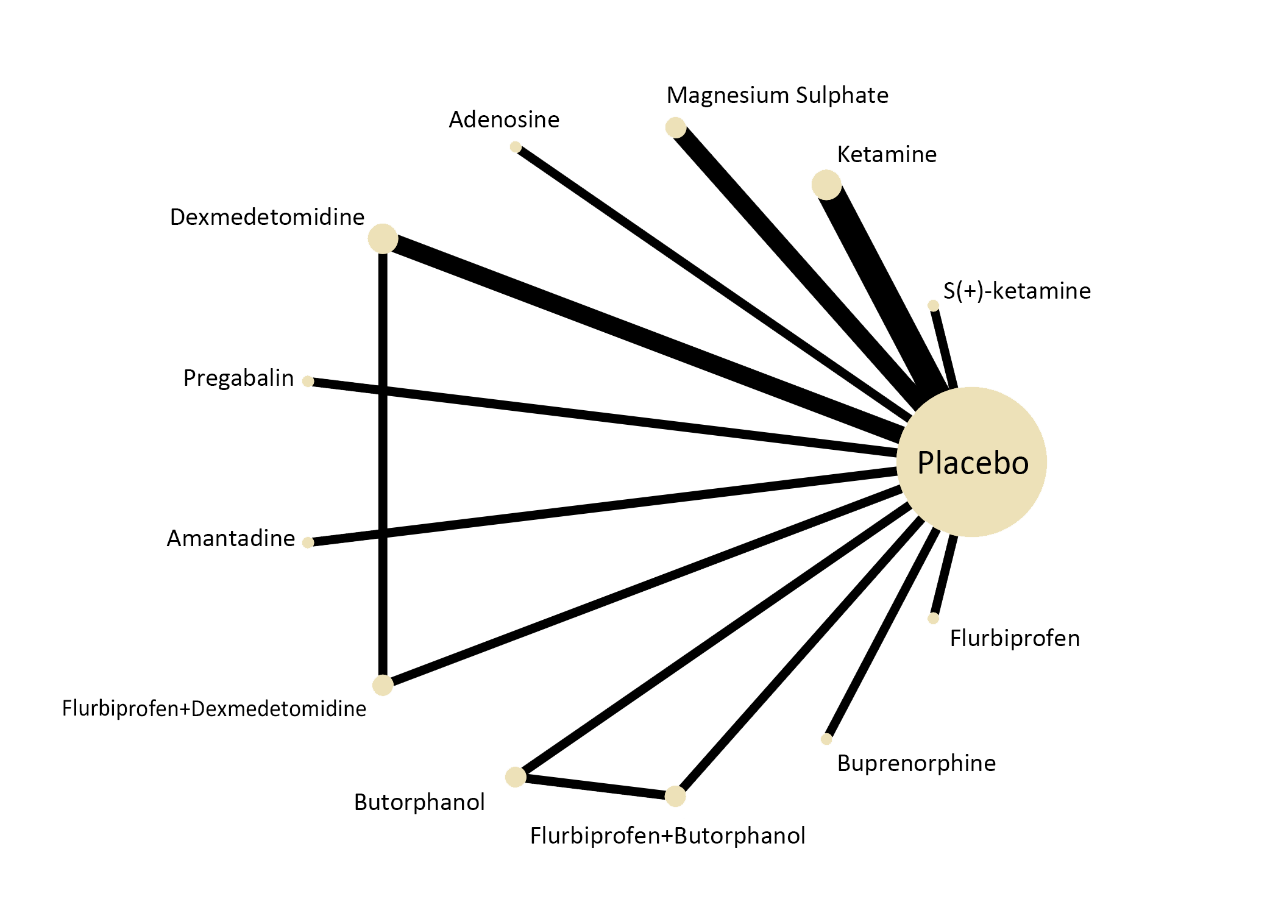 Magnesium Sulphate
Adenosine
Ketamine
Dexmedetomidine
S(+)-ketamine
Pregabalin
Placebo
Amantadine
Flurbiprofen
Flurbiprofen+Dexmedetomidine
Buprenorphine
Butorphanol
Flurbiprofen+Butorphanol